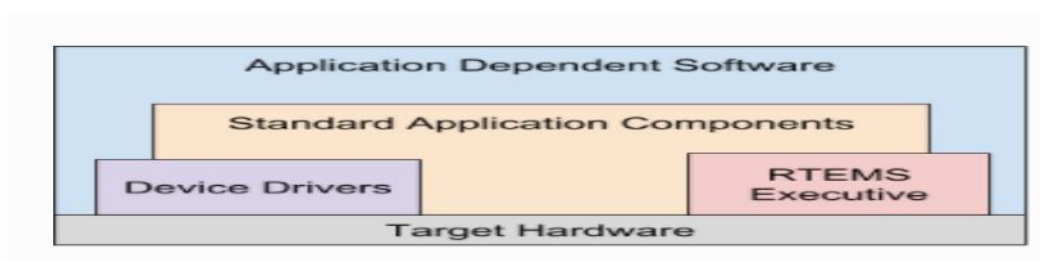 Application Dependent Software
Standard Application Components
Device Drivers
RTEMS
Executive
Target Hardware